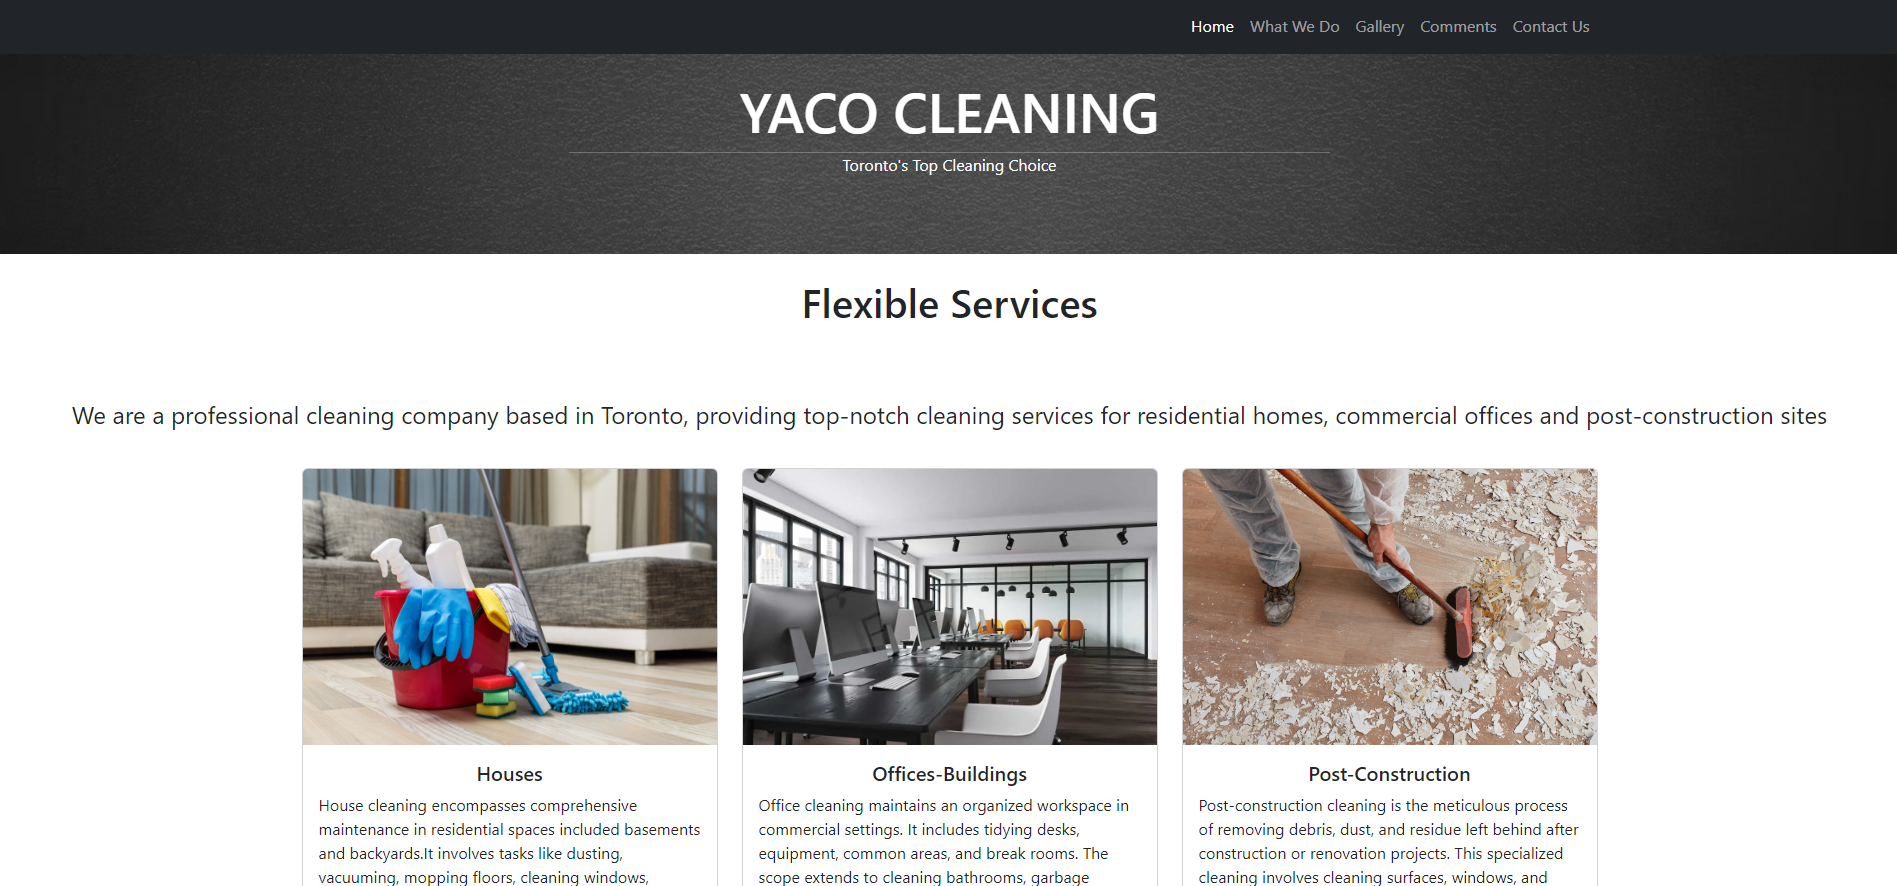 Home What We Do Gallery Comments Contact Us
YACO CLEANING
Toronto's Top Cleaning Choice
Flexible Services
We are a professional cleaning company based in Toronto, providing top-notch cleaning services for residential homes, commercial offices and post-construction sites
Houses
House cleaning encompasses comprehensive
maintenance in residential spaces included basements
and backyards.It involves tasks like dusting,
vacuuming, mopping floors, cleaning windows,
Offices-Buildings
Office cleaning maintains an organized workspace in
commercial settings. It includes tidying desks,
equipment, common areas, and break rooms. The
scope extends to cleaning bathrooms, garbage
Post-Construction
Post-construction cleaning is the meticulous process
of removing debris, dust, and residue left behind after
construction or renovation projects. This specialized
cleaning involves cleaning surfaces, windows, and